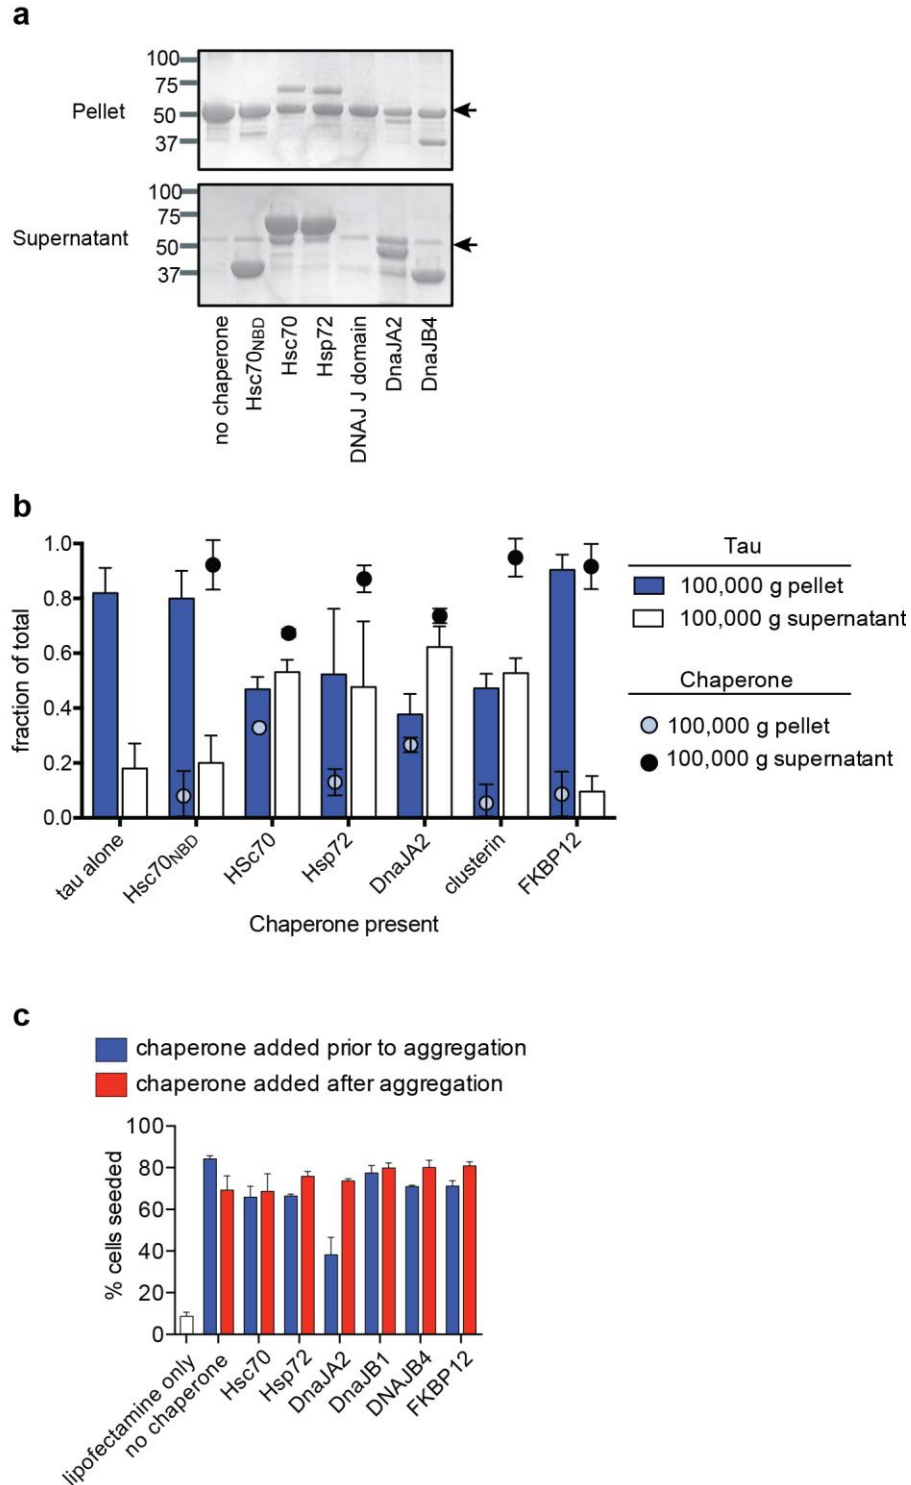 a
100
75
Pellet
50
37
100
75
Supernatant
50
37
no chaperone
Hsc70NBD
Hsc70
Hsp72
DNAJ J domain
DnaJA2
DnaJB4
b
1.0
0.8
0.6
0.4
0.2
0.0
fraction of total
tau alone
Hsc70NBD
HSc70
Hsp72
DnaJA2
clusterin
FKBP12
Chaperone present
Tau
100,000 g pellet
100,000 g supernatant
Chaperone
100,000 g pellet
100,000 g supernatant
c
chaperone added prior to aggregation
chaperone added after aggregation
100
80
60
40
20
0
% cells seeded
lipofectamine only
no chaperone
Hsc70
Hsp72
DnaJA2
DnaJB1
DNAJB4
FKBP12